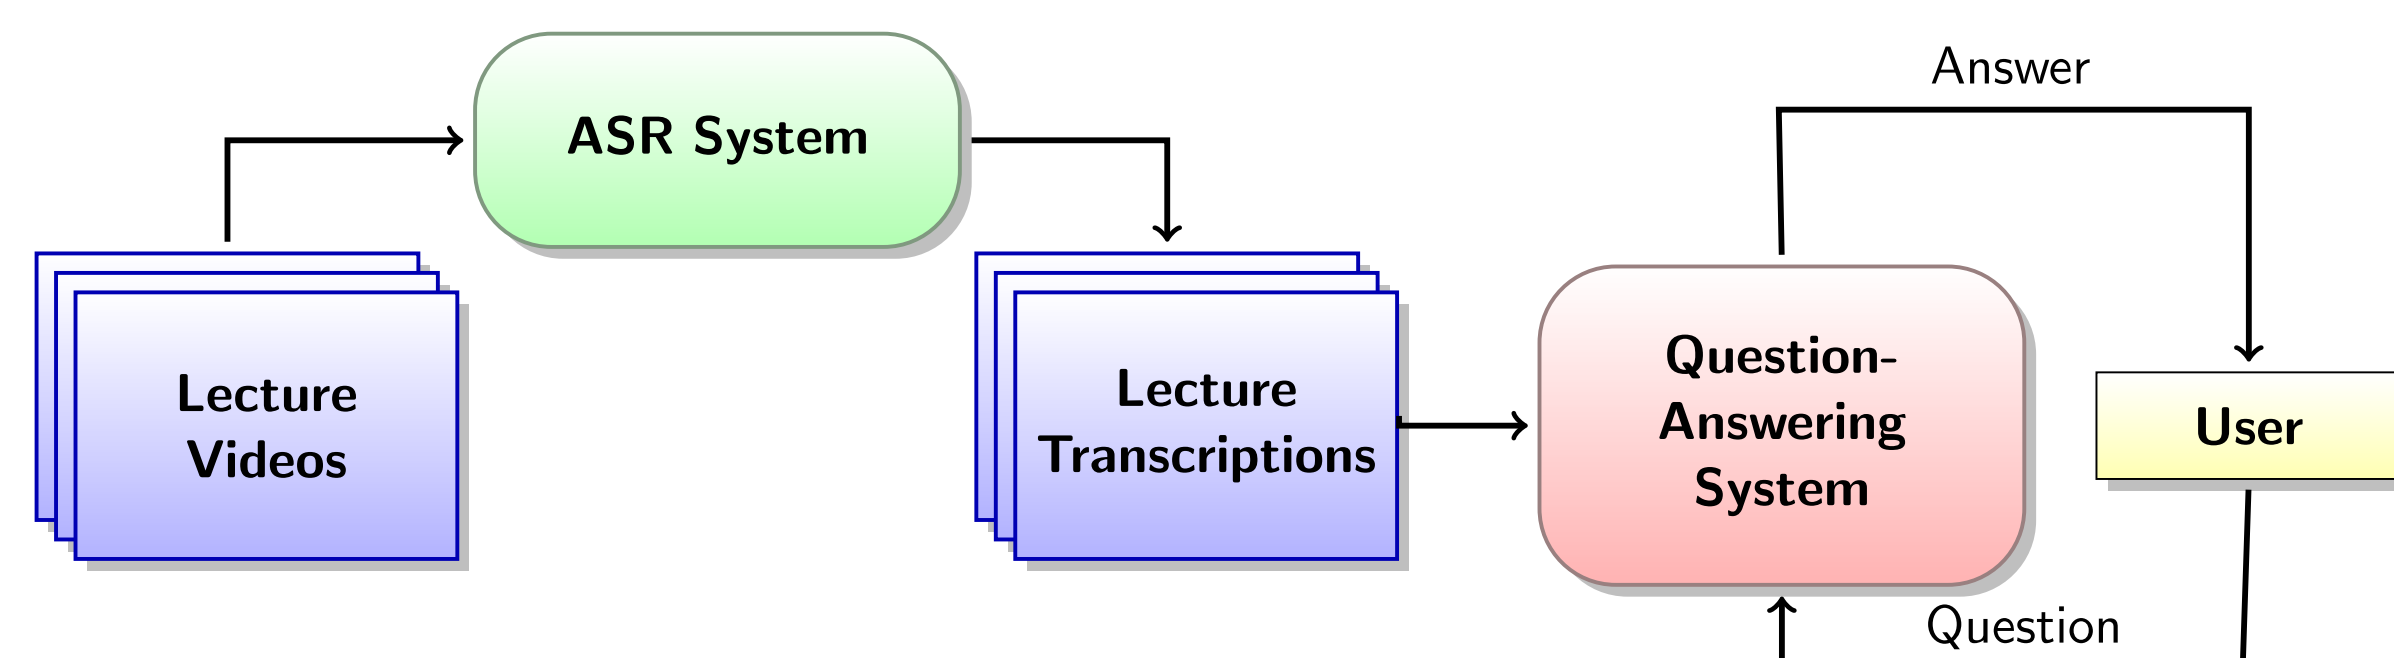 Answer
ASR System
Lecture
Videos
Lecture
Transcriptions
Question-
Answering
System
User
Question